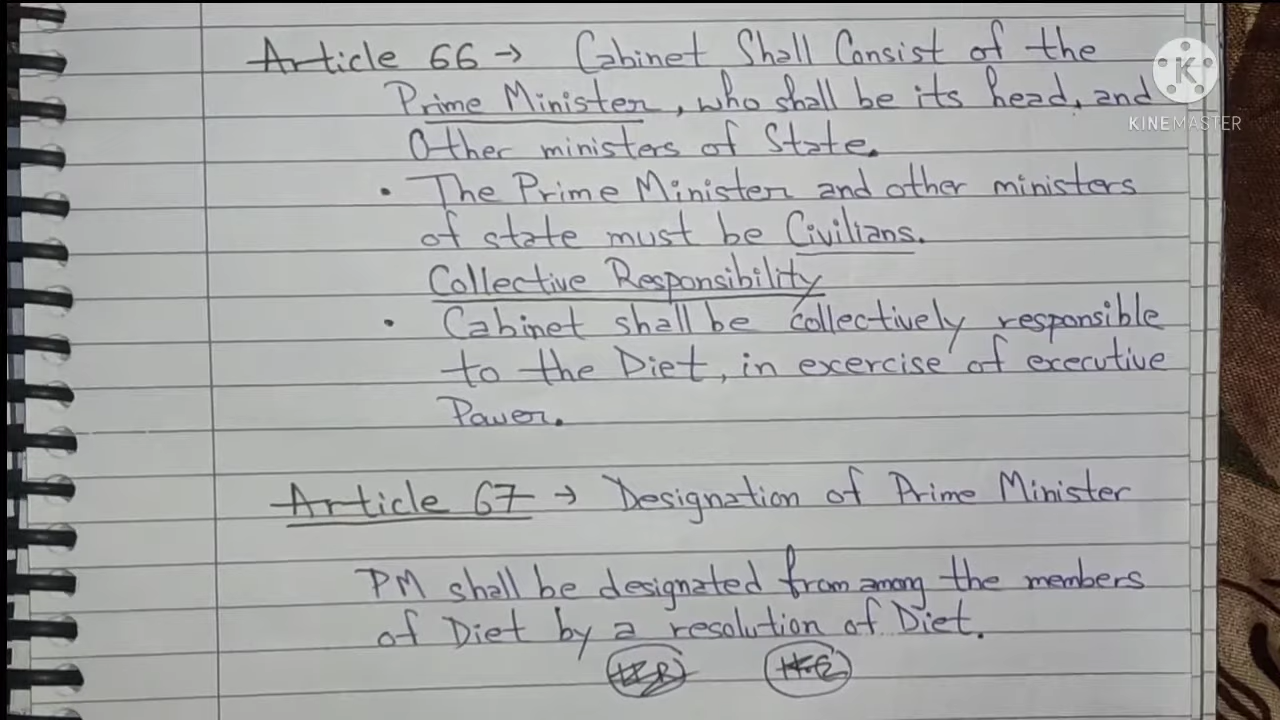 Article 66 → Cabinet Shall Consist of the
Prime Minister, who shall be its head, and
Other ministers of State.
• The Prime Minister and other ministers
of state must be Civilians.
Collective Responsibility
• Cabinet shall be collectively responsible
to the Diet, in excercise of executive
Power.
Article 67 → Designation of Prime Minister
PM shall be designated from among the members
of Diet by a resolution of Diet.
K
KINEMASTER